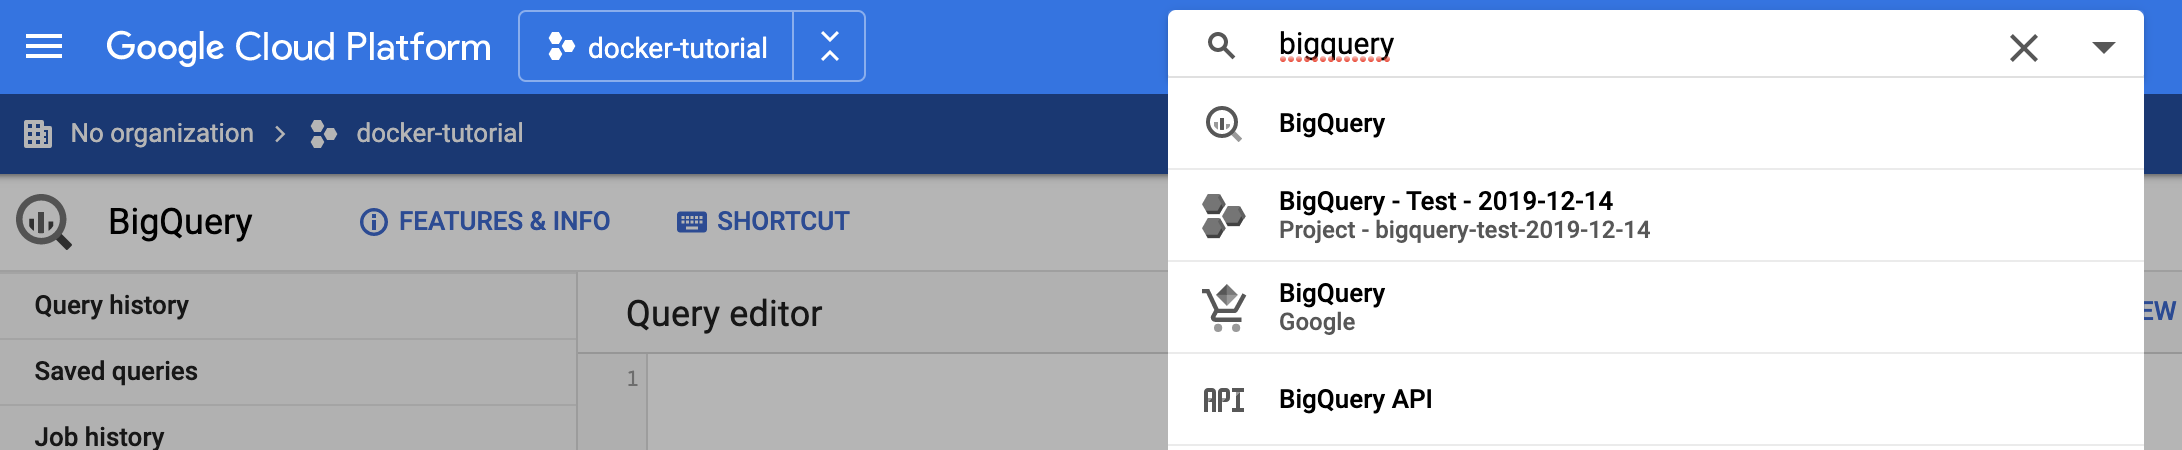 Google Cloud Platform
docker-tutorial
bigquery
No organization
docker-tutorial
BigQuery
FEATURES & INFO
SHORTCUT
Query history
Saved queries
Job history
Query editor
1
BigQuery
BigQuery - Test - 2019-12-14
Project - bigquery-test-2019-12-14
BigQuery
Google
API
BigQuery API
EW